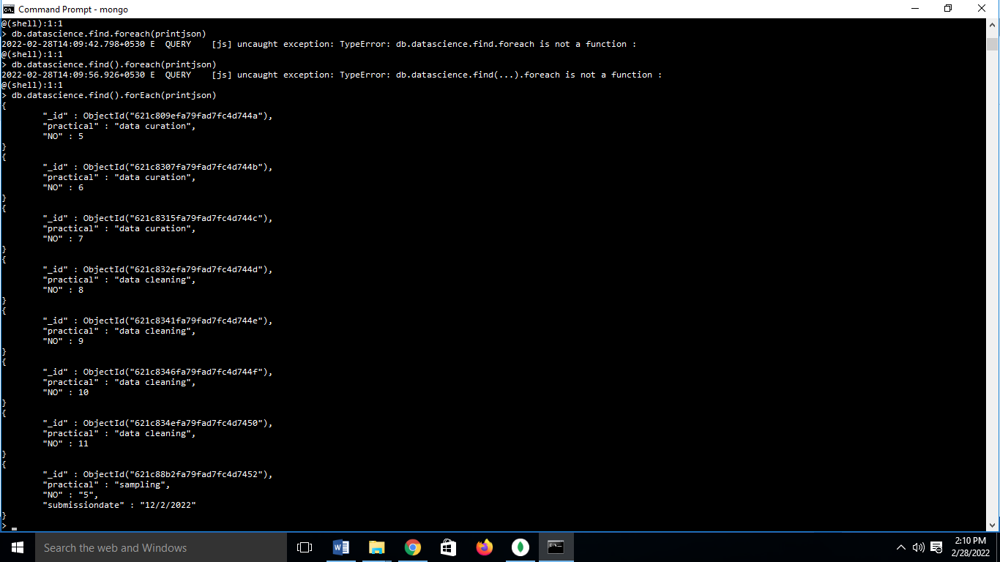 Command Prompt - mongo
@(shell):1:1
> db.datascience.find.foreach(printjson)
2022-02-28T14:09:42.798+0530 E  QUERY    [js] uncaught exception: TypeError: db.datascience.find.foreach is not a function :
@(shell):1:1
> db.datascience.find().foreach(printjson)
2022-02-28T14:09:56.926+0530 E  QUERY    [js] uncaught exception: TypeError: db.datascience.find(...).foreach is not a function :
@(shell):1:1
> db.datascience.find().forEach(printjson)
{
        "_id" : ObjectId("621c809efa79fad7fc4d744a"),
        "practical" : "data curation",
        "NO" : 5
}
{
        "_id" : ObjectId("621c8307fa79fad7fc4d744b"),
        "practical" : "data curation",
        "NO" : 6
}
{
        "_id" : ObjectId("621c8315fa79fad7fc4d744c"),
        "practical" : "data curation",
        "NO" : 7
}
{
        "_id" : ObjectId("621c832efa79fad7fc4d744d"),
        "practical" : "data cleaning",
        "NO" : 8
}
{
        "_id" : ObjectId("621c8341fa79fad7fc4d744e"),
        "practical" : "data cleaning",
        "NO" : 9
}
{
        "_id" : ObjectId("621c8346fa79fad7fc4d744f"),
        "practical" : "data cleaning",
        "NO" : 10
}
{
        "_id" : ObjectId("621c834efa79fad7fc4d7450"),
        "practical" : "data cleaning",
        "NO" : 11
}
{
        "_id" : ObjectId("621c88b2fa79fad7fc4d7452"),
        "practical" : "sampling",
        "NO" : "5",
        "submissiondate" : "12/2/2022"
}
>
Search the web and Windows
2:10 PM
2/28/2022